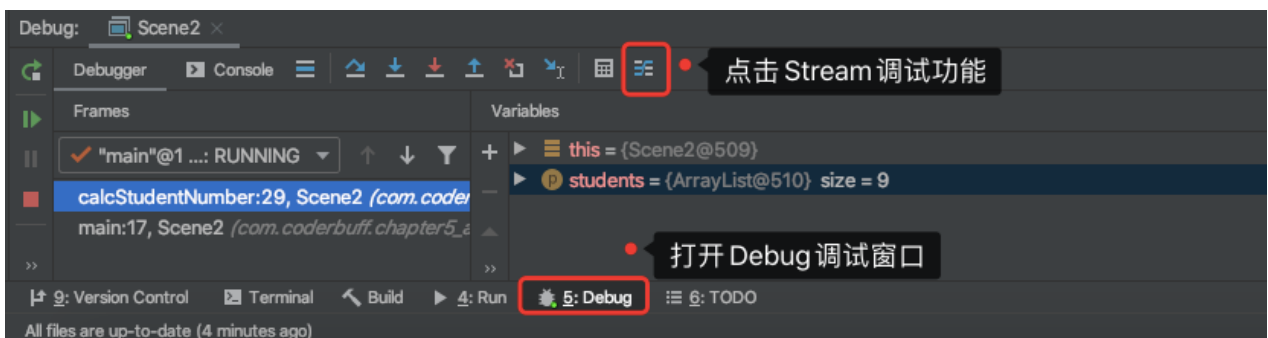 Debug: Scene2
Debugger Console 点击 Stream 调试功能
Frames Variables
"main"@1 ...: RUNNING this = {Scene2@509}
students = {ArrayList@510} size = 9
calcStudentNumber:29, Scene2 (com.coder
main:17, Scene2 (com.coderbuff.chapter5_a
打开 Debug 调试窗口
9: Version Control Terminal Build 4: Run 5: Debug 6: TODO
All files are up-to-date (4 minutes ago)